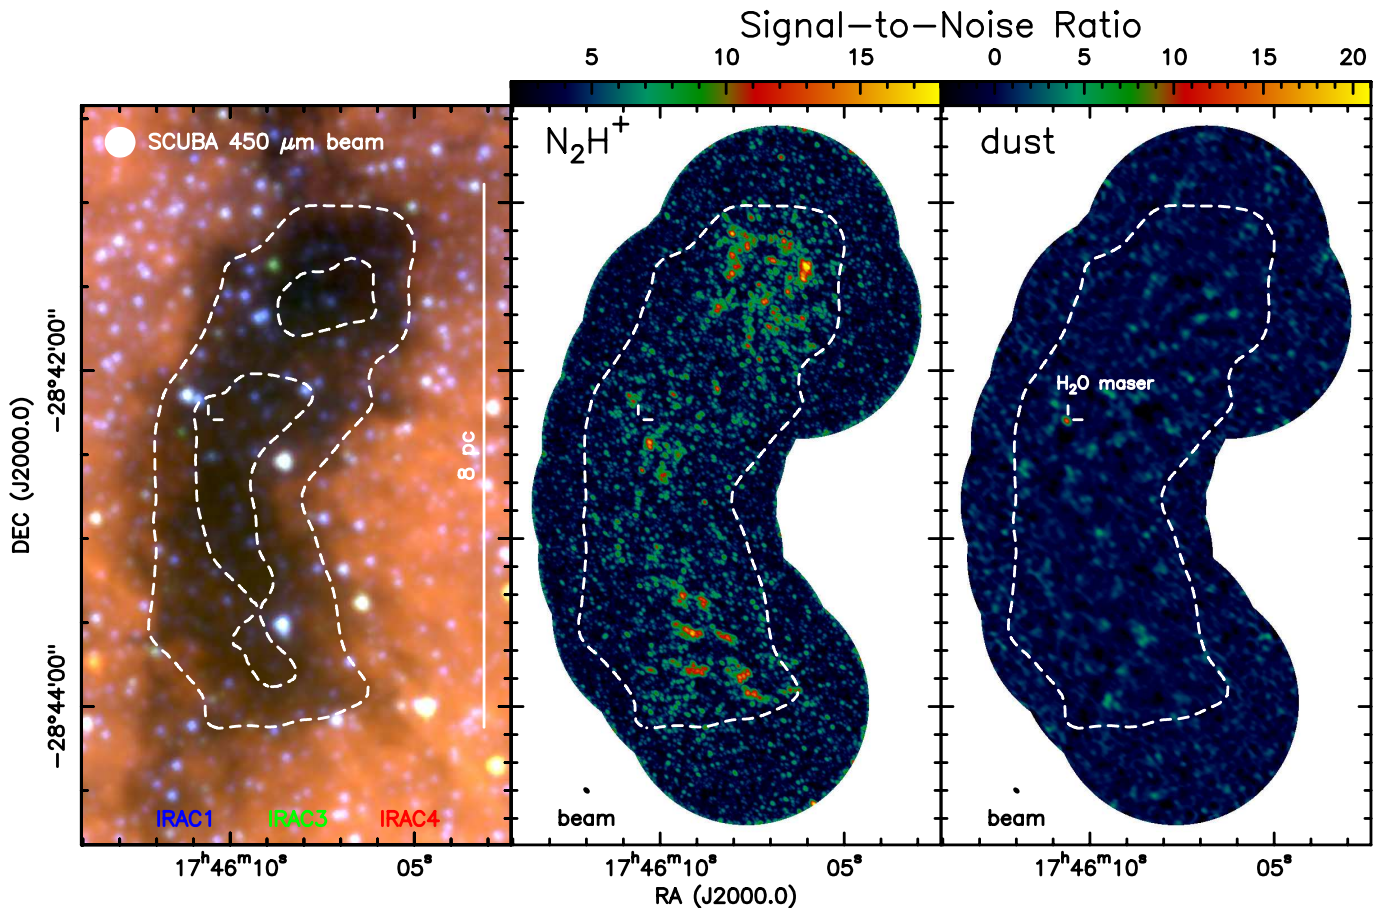 Signal-to-Noise Ratio
5 10 15
0 5 10 15 20
SCUBA 450 μm beam
N₂H⁺
dust
H₂O maser
8 pc
-28°42'00"
-28°44'00"
DEC (J2000.0)
IRAC1 IRAC3 IRAC4
beam
beam
17ʰ46ᵐ10ˢ 05ˢ
17ʰ46ᵐ10ˢ 05ˢ
17ʰ46ᵐ10ˢ 05ˢ
RA (J2000.0)